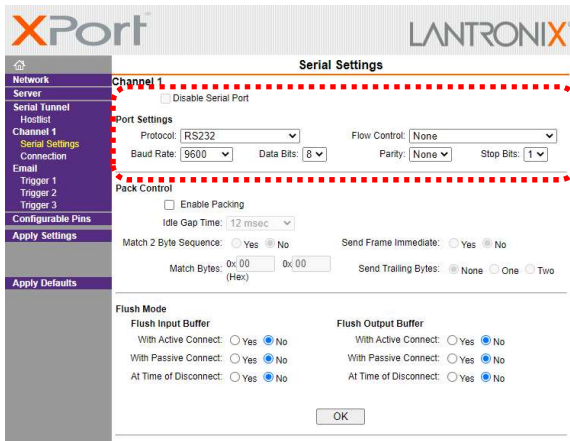 XPort LANTRONIX
Serial Settings
Network
Server
Serial Tunnel
Hostlist
Channel 1
Serial Settings
Connection
Email
Trigger 1
Trigger 2
Trigger 3
Configurable Pins
Apply Settings
Apply Defaults
Channel 1
Disable Serial Port
Port Settings
Protocol: RS232 Flow Control: None
Baud Rate: 9600 Data Bits: 8 Parity: None Stop Bits: 1
Pack Control
Enable Packing
Idle Gap Time: 12 msec
Match 2 Byte Sequence: Yes No Send Frame Immediate: Yes No
Match Bytes: 0x 00 0x 00 Send Trailing Bytes: None One Two
(Hex)
Flush Mode
Flush Input Buffer Flush Output Buffer
With Active Connect: Yes No With Active Connect: Yes No
With Passive Connect: Yes No With Passive Connect: Yes No
At Time of Disconnect: Yes No At Time of Disconnect: Yes No
OK